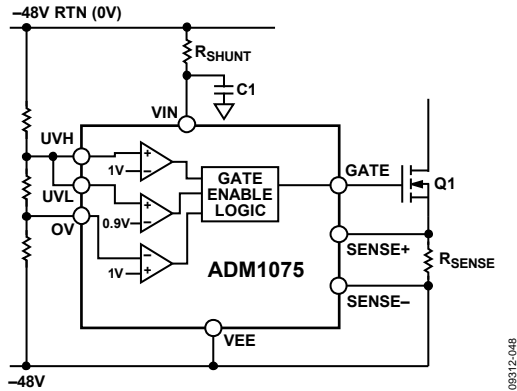 –48V RTN (0V)
RSHUNT
C1
VIN
UVH
UVL
OV
1V
0.9V
1V
+
–
+
–
–
+
GATE
ENABLE
LOGIC
GATE
Q1
ADM1075
SENSE+
RSENSE
SENSE–
VEE
–48V
09312-048